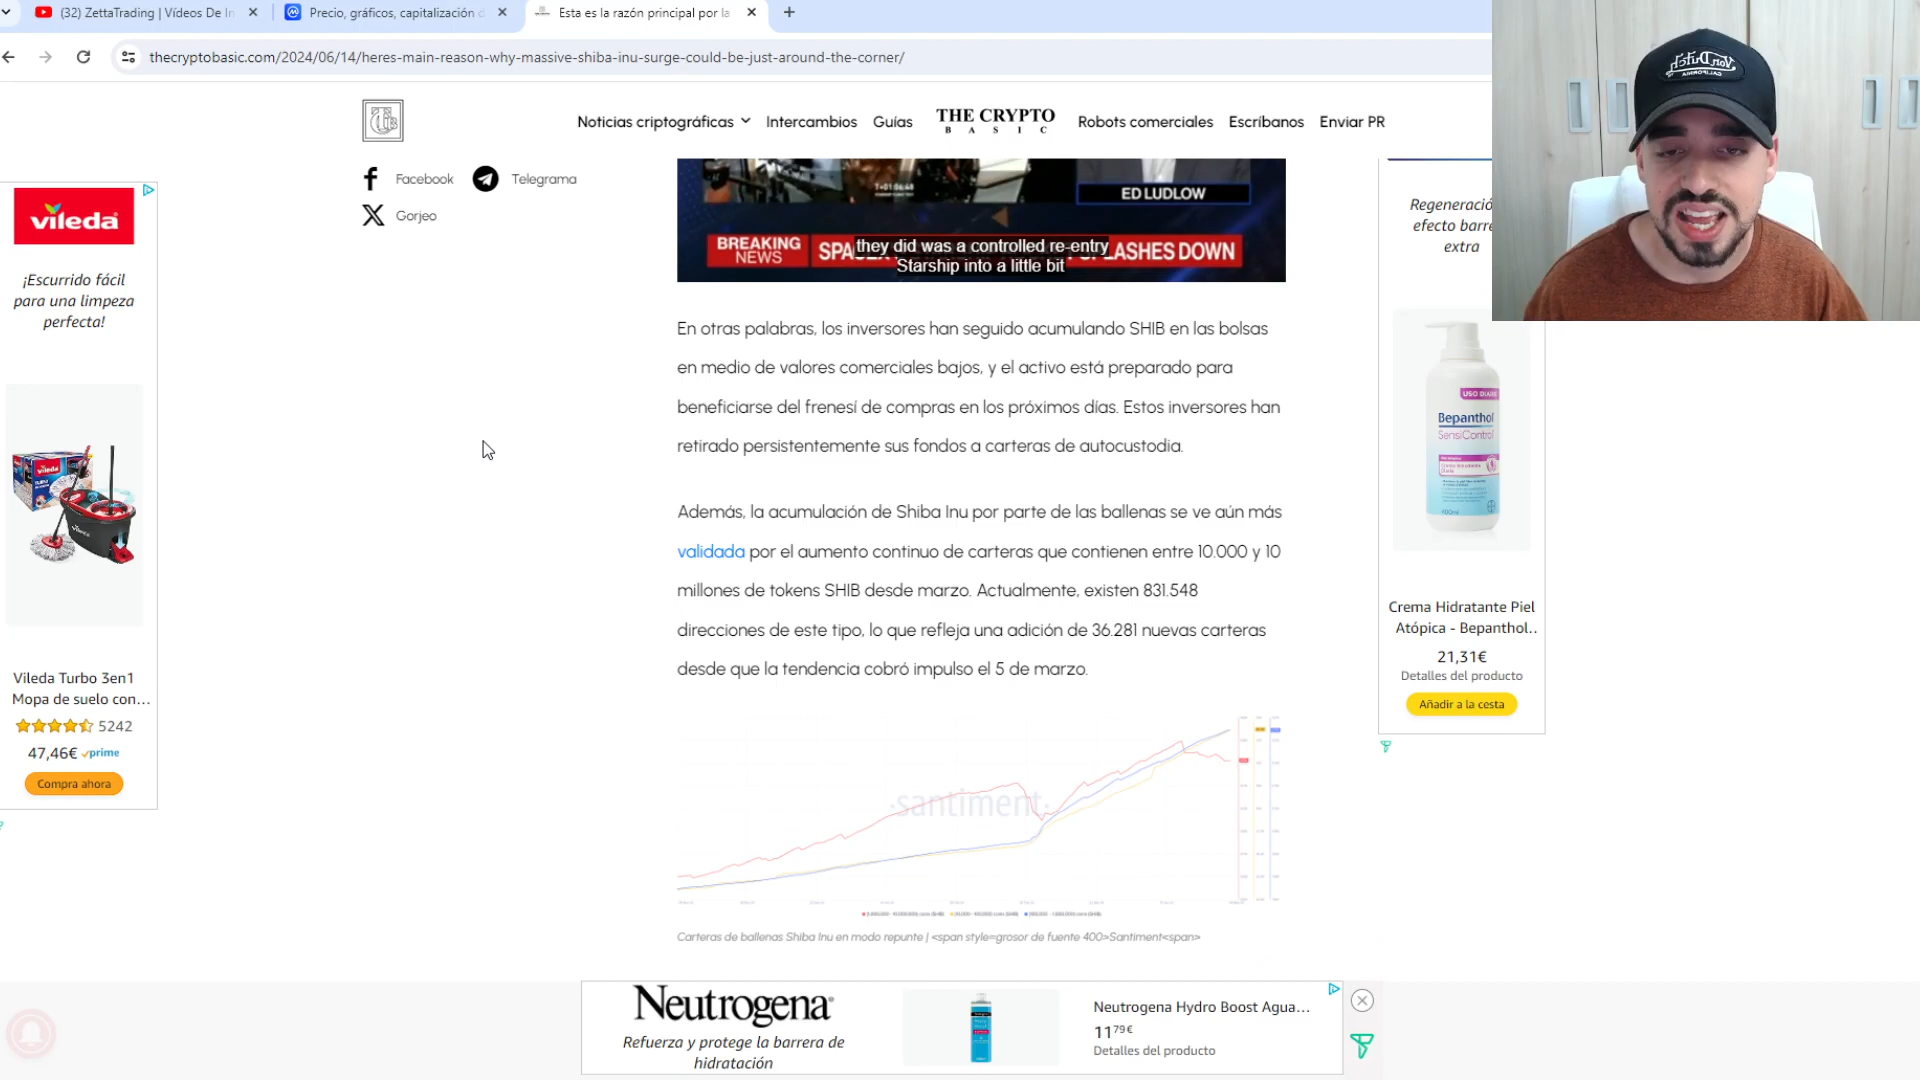 (32) ZettaTrading | Vídeos De In
Precio, gráficos, capitalización d
Esta es la razón principal por la
thecryptobasic.com/2024/06/14/heres-main-reason-why-massive-shiba-inu-surge-could-be-just-around-the-corner/
Noticias criptográficas
Intercambios
Guías
THE CRYPTO
BASIC
Robots comerciales
Escríbanos
Enviar PR
Facebook
Telegrama
Gorjeo
vileda
¡Escurrido fácil
para una limpeza
perfecta!
Vileda Turbo 3en1
Mopa de suelo con...
5242
47,46€ prime
Compra ahora
T+01:06:48
ED LUDLOW
BREAKING
NEWS
they did was a controlled re-entry
Starship into a little bit
SPLASHES DOWN
En otras palabras, los inversores han seguido acumulando SHIB en las bolsas
en medio de valores comerciales bajos, y el activo está preparado para
beneficiarse del frenesí de compras en los próximos días. Estos inversores han
retirado persistentemente sus fondos a carteras de autocustodia.
Además, la acumulación de Shiba Inu por parte de las ballenas se ve aún más
validada por el aumento continuo de carteras que contienen entre 10.000 y 10
millones de tokens SHIB desde marzo. Actualmente, existen 831.548
direcciones de este tipo, lo que refleja una adición de 36.281 nuevas carteras
desde que la tendencia cobró impulso el 5 de marzo.
·santiment·
Carteras de ballenas Shiba Inu en modo repunte | <span style=grosor de fuente 400>Santiment<span>
Regeneració
efecto barre
extra
USO DIARIO
Bepanthol
SensiControl
Crema Hidratante Piel
Atópica - Bepanthol..
21,31€
Detalles del producto
Añadir a la cesta
Von Dutch
CALIFORNIA
Neutrogena
Refuerza y protege la barrera de
hidratación
Neutrogena Hydro Boost Agua...
1179€
Detalles del producto